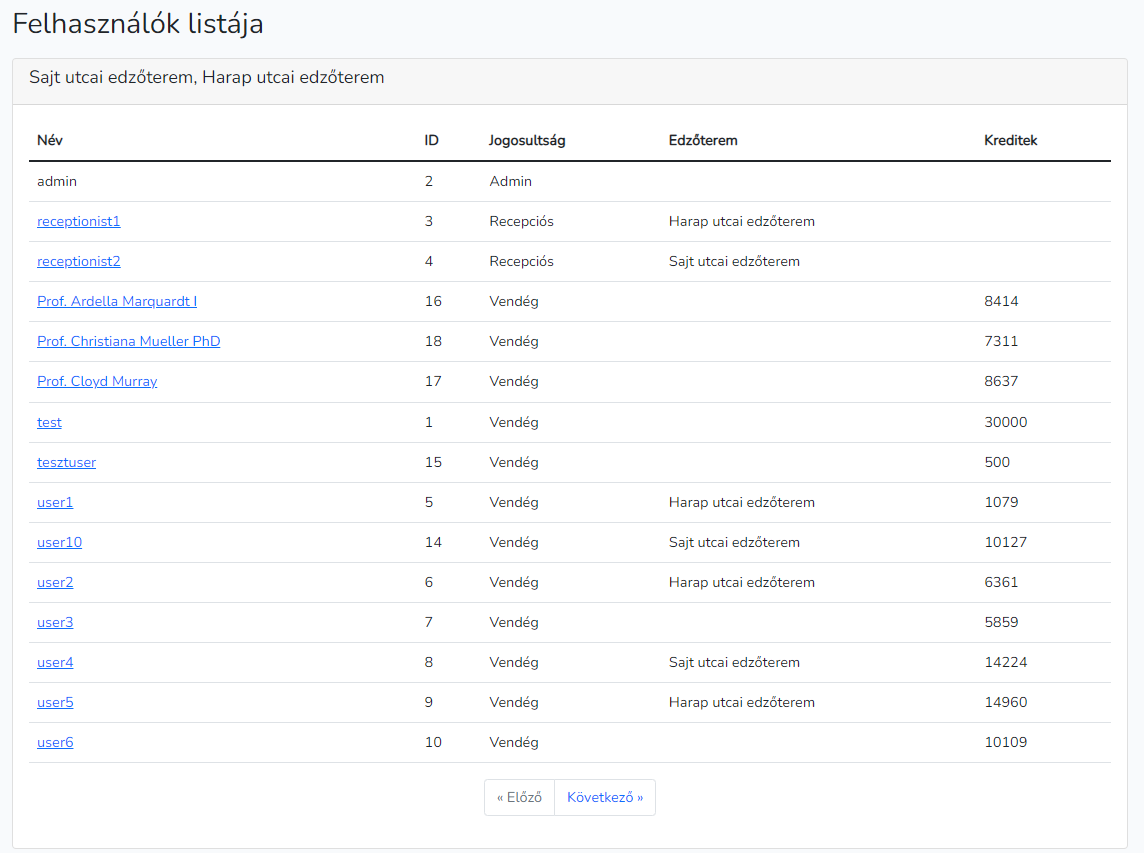 Felhasználók listája
Sajt utcai edzőterem, Harap utcai edzőterem
Név ID Jogosultság Edzőterem Kreditek
admin 2 Admin
receptionist1 3 Recepciós Harap utcai edzőterem
receptionist2 4 Recepciós Sajt utcai edzőterem
Prof. Ardella Marquardt I 16 Vendég 8414
Prof. Christiana Mueller PhD 18 Vendég 7311
Prof. Cloyd Murray 17 Vendég 8637
test 1 Vendég 30000
tesztuser 15 Vendég 500
user1 5 Vendég Harap utcai edzőterem 1079
user10 14 Vendég Sajt utcai edzőterem 10127
user2 6 Vendég Harap utcai edzőterem 6361
user3 7 Vendég 5859
user4 8 Vendég Sajt utcai edzőterem 14224
user5 9 Vendég Harap utcai edzőterem 14960
user6 10 Vendég 10109
« Előző Következő »